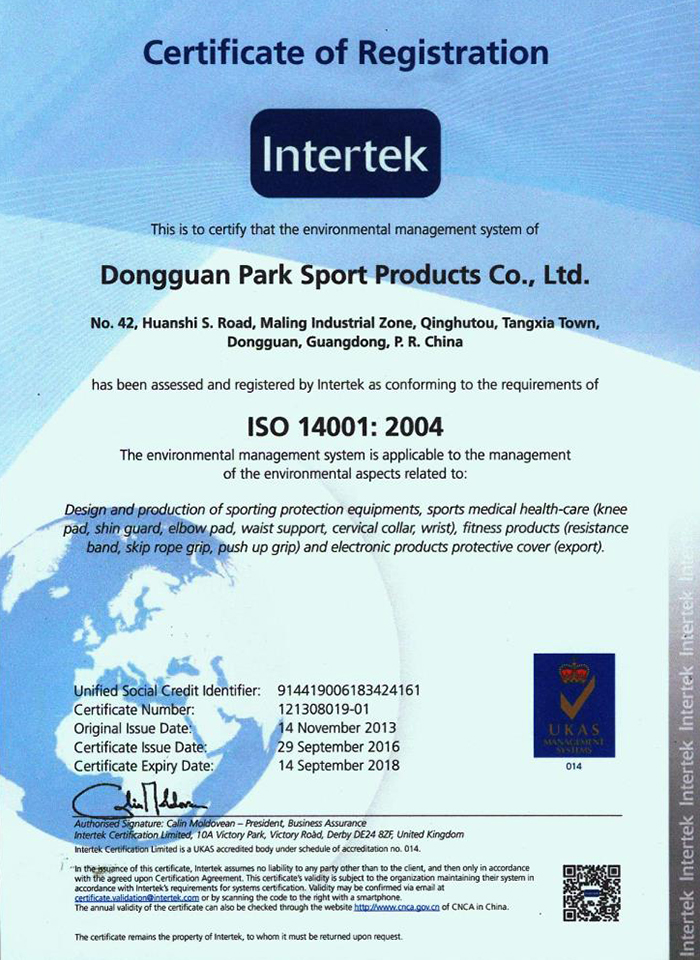 Certificate of Registration
Intertek
This is to certify that the environmental management system of
Dongguan Park Sport Products Co., Ltd.
No. 42, Huanshi S. Road, Maling Industrial Zone, Qinghutou, Tangxia Town,
Dongguan, Guangdong, P. R. China
has been assessed and registered by Intertek as conforming to the requirements of
ISO 14001: 2004
The environmental management system is applicable to the management
of the environmental aspects related to:
Design and production of sporting protection equipments, sports medical health-care (knee
pad, shin guard, elbow pad, waist support, cervical collar, wrist), fitness products (resistance
band, skip rope grip, push up grip) and electronic products protective cover (export).
Unified Social Credit Identifier: 914419006183424161
Certificate Number: 121308019-01
Original Issue Date: 14 November 2013
Certificate Issue Date: 29 September 2016
Certificate Expiry Date: 14 September 2018
UKAS
MANAGEMENT
SYSTEMS
014
Calin Moldovean
Authorised Signature: Calin Moldovean – President, Business Assurance
Intertek Certification Limited, 10A Victory Park, Victory Road, Derby DE24 8ZF, United Kingdom
Intertek Certification Limited is a UKAS accredited body under schedule of accreditation no. 014.
In the issuance of this certificate, Intertek assumes no liability to any party other than to the client, and then only in accordance
with the agreed upon Certification Agreement. This certificate's validity is subject to the organization maintaining their system in
accordance with Intertek's requirements for systems certification. Validity may be confirmed via email at
certificate.validation@intertek.com or by scanning the code to the right with a smartphone.
The annual validity of the certificate can also be checked through the website http://www.cnca.gov.cn of CNCA in China.
The certificate remains the property of Intertek, to whom it must be returned upon request.
Intertek Intertek Intertek Intertek Intertek Intertek